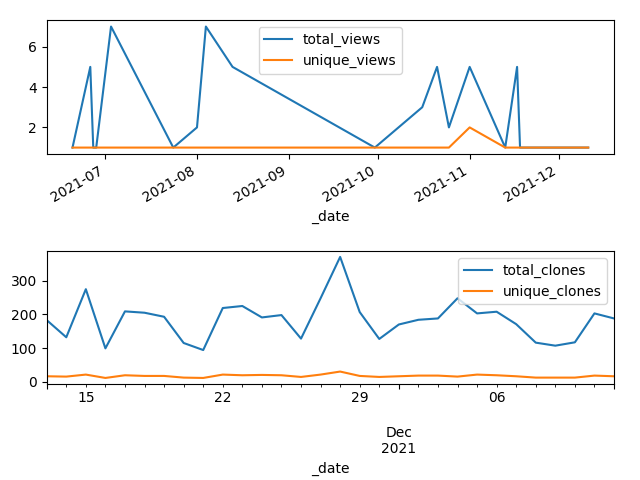 total_views
unique_views
6
4
2
2021-07
2021-08
2021-09
2021-10
2021-11
2021-12
_date
total_clones
unique_clones
300
200
100
0
15
22
29
06
Dec
2021
_date